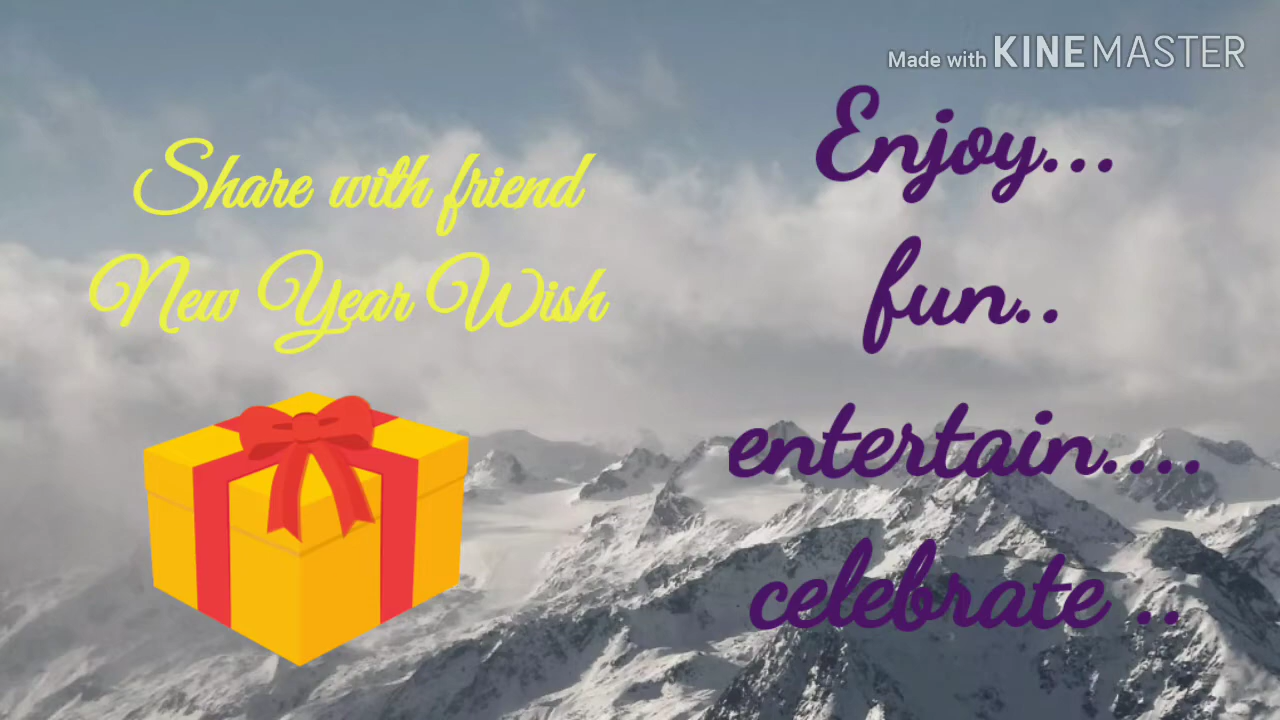 Made with KINEMASTER
Share with friend
New Year Wish
Enjoy...
fun..
entertain....
celebrate ..